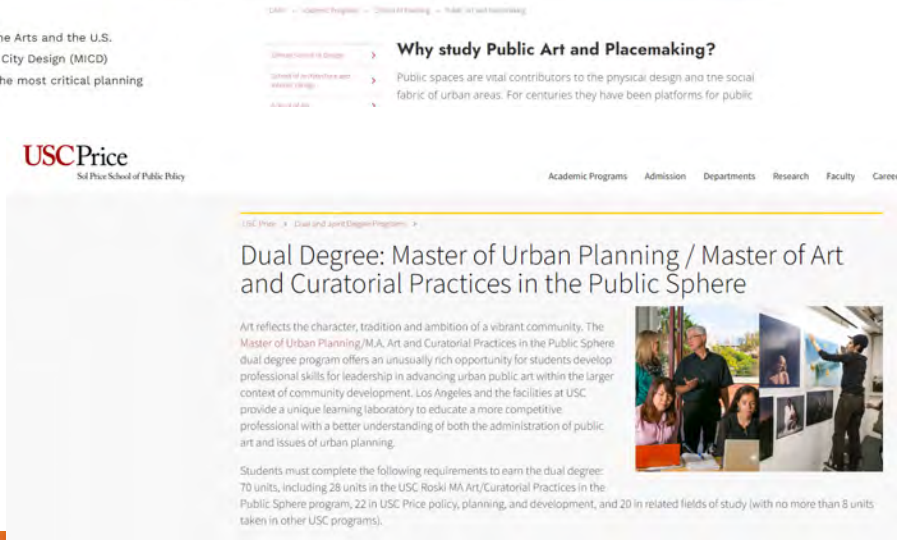 he Arts and the U.S.
City Design (MICD)
he most critical planning
Why study Public Art and Placemaking?
Public spaces are vital contributors to the physical design and the social
fabric of urban areas. For centuries they have been platforms for public
USCPrice
Sol Price School of Public Policy
Academic Programs Admission Departments Research Faculty Career
USC Price > Dual and Joint Degree Programs >
Dual Degree: Master of Urban Planning / Master of Art
and Curatorial Practices in the Public Sphere
Art reflects the character, tradition and ambition of a vibrant community. The
Master of Urban Planning/M.A. Art and Curatorial Practices in the Public Sphere
dual degree program offers an unusually rich opportunity for students develop
professional skills for leadership in advancing urban public art within the larger
context of community development. Los Angeles and the facilities at USC
provide a unique learning laboratory to educate a more competitive
professional with a better understanding of both the administration of public
art and issues of urban planning.
Students must complete the following requirements to earn the dual degree:
70 units, including 28 units in the USC Roski MA Art/Curatorial Practices in the
Public Sphere program, 22 in USC Price policy, planning, and development, and 20 in related fields of study (with no more than 8 units
taken in other USC programs).